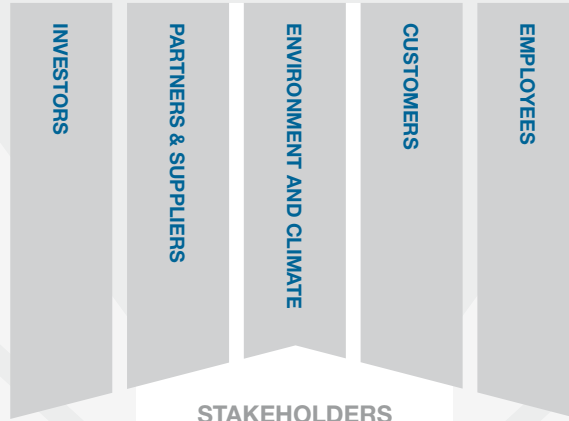 INVESTORS
PARTNERS & SUPPLIERS
ENVIRONMENT AND CLIMATE
CUSTOMERS
EMPLOYEES
STAKEHOLDERS